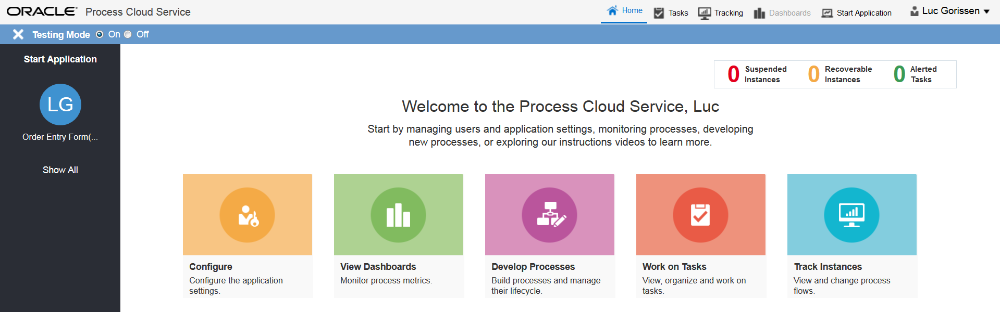 ORACLE® Process Cloud Service
Home
Tasks
Tracking
Dashboards
Start Application
Luc Gorissen
Testing Mode On Off
Start Application
LG
Order Entry Form(...
Show All
0 Suspended Instances
0 Recoverable Instances
0 Alerted Tasks
Welcome to the Process Cloud Service, Luc
Start by managing users and application settings, monitoring processes, developing
new processes, or exploring our instructions videos to learn more.
Configure
Configure the application
settings.
View Dashboards
Monitor process metrics.
Develop Processes
Build processes and manage
their lifecycle.
Work on Tasks
View, organize and work on
tasks.
Track Instances
View and change process
flows.